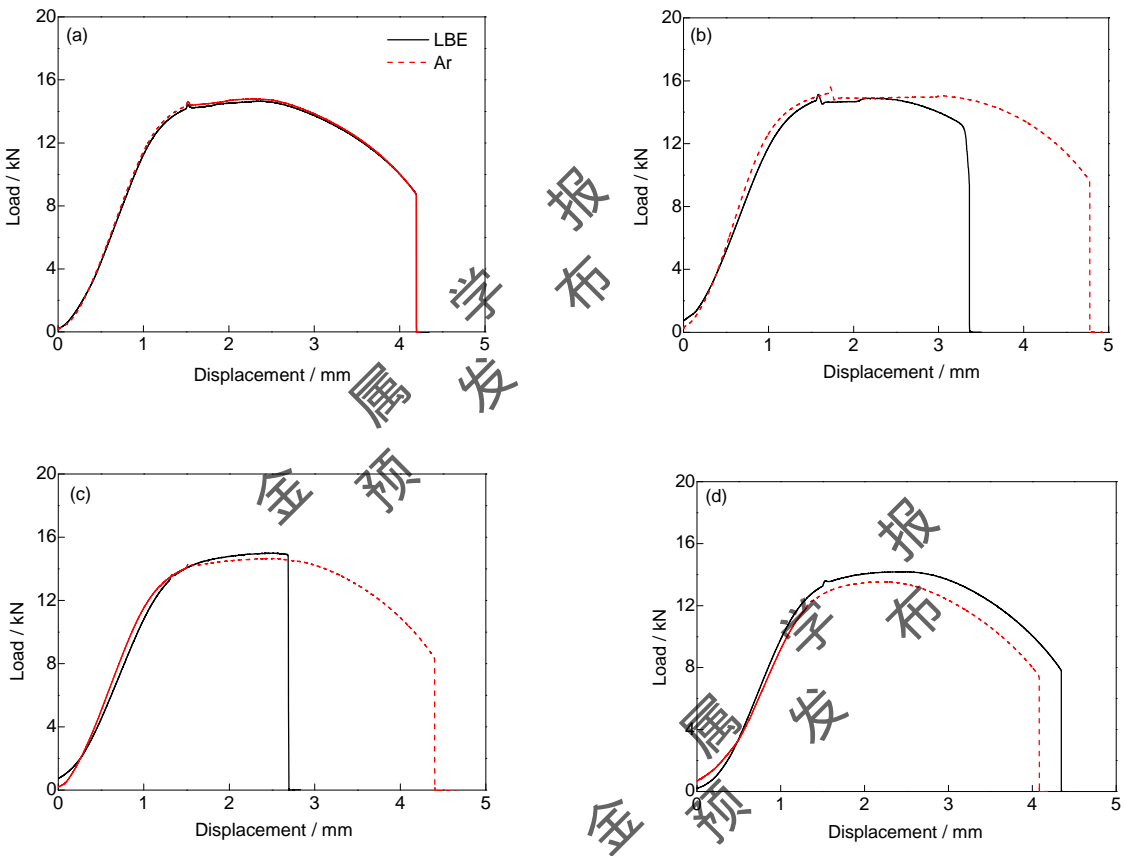 (a)
LBE
Ar
20
16
12
8
4
0
Load / kN
0 1 2 3 4 5
Displacement / mm
(b)
20
16
12
8
4
0
Load / kN
0 1 2 3 4 5
Displacement / mm
(c)
20
16
12
8
4
0
Load / kN
0 1 2 3 4 5
Displacement / mm
(d)
20
16
12
8
4
0
Load / kN
0 1 2 3 4 5
Displacement / mm
金属学报
预发布
金属学报
预发布